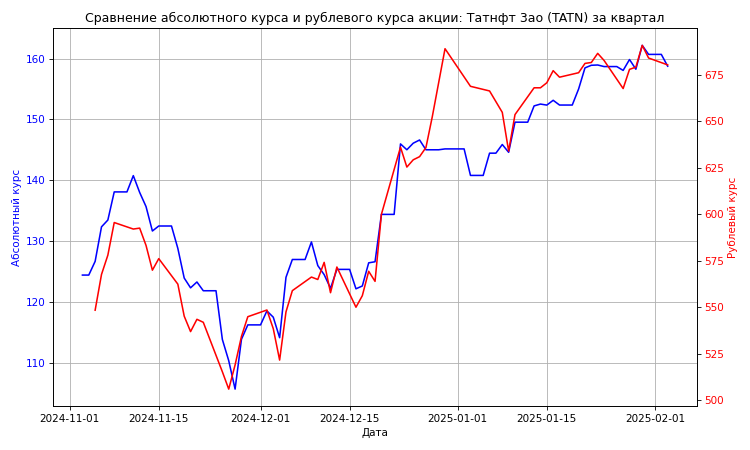 Сравнение абсолютного курса и рублевого курса акции: Татнфт 3ао (TATN) за квартал
160
150
140
130
120
110
Абсолютный курс
675
650
625
600
575
550
525
500
Рублевый курс
2024-11-01 2024-11-15 2024-12-01 2024-12-15 2025-01-01 2025-01-15 2025-02-01
Дата